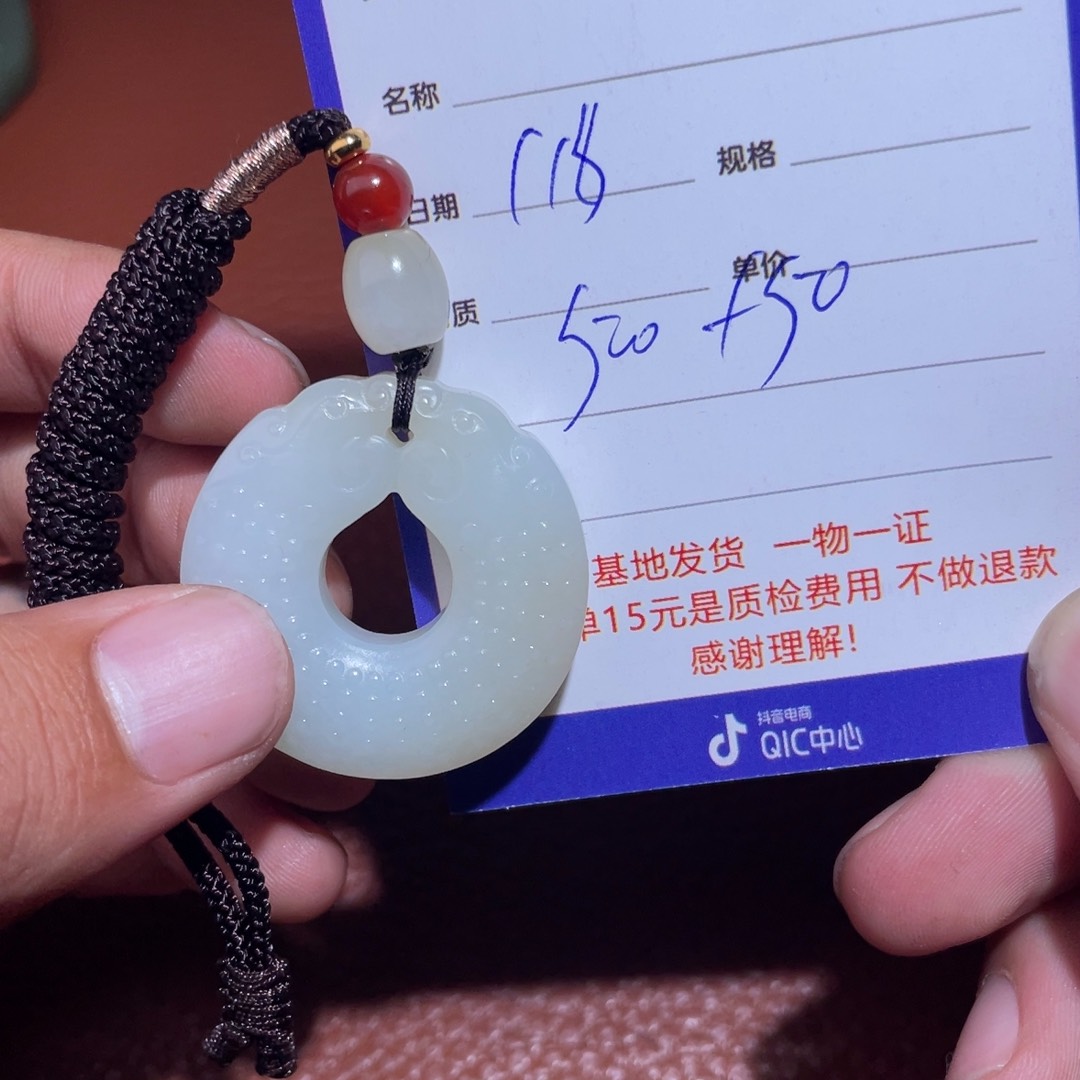 名称
日期 118 规格
质 单价
520 +50
基地发货 一物一证
单15元是质检费用 不做退款
感谢理解!
抖音电商
QIC中心